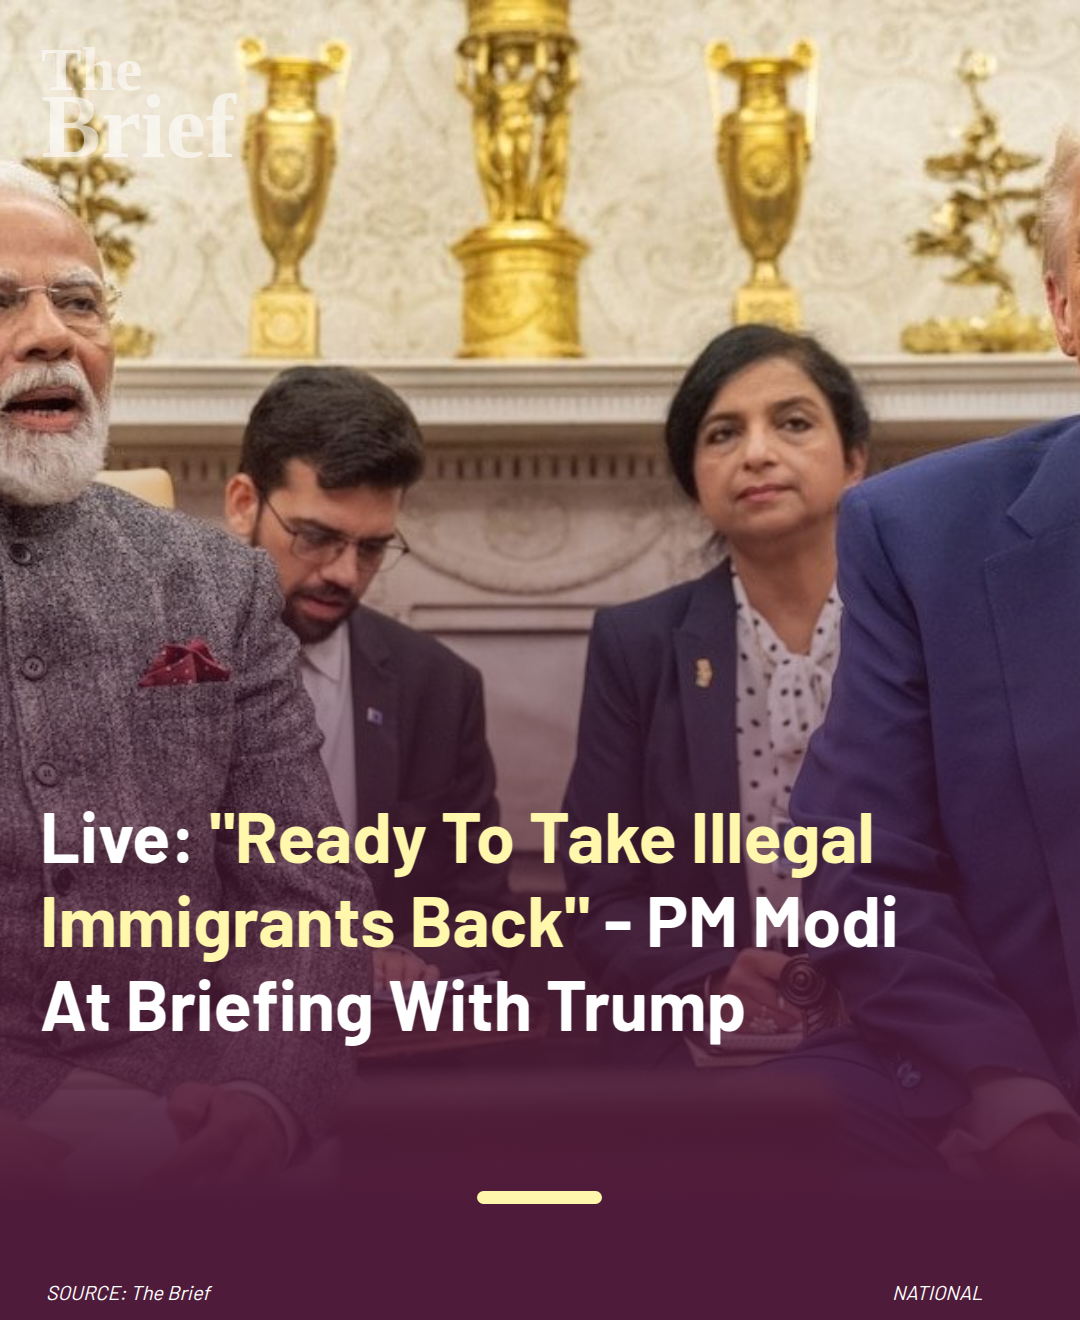 The
Brief
Live: "Ready To Take Illegal
Immigrants Back" - PM Modi
At Briefing With Trump
SOURCE: The Brief
NATIONAL